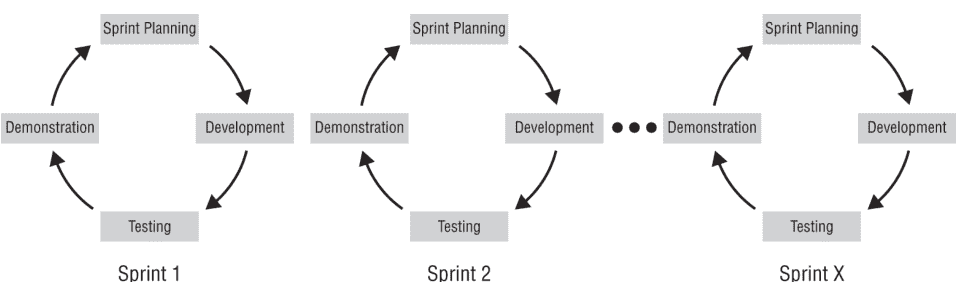 Sprint Planning
Demonstration
Development
Testing
Sprint 1
Sprint Planning
Demonstration
Development
Testing
Sprint 2
Sprint Planning
Demonstration
Development
Testing
Sprint X